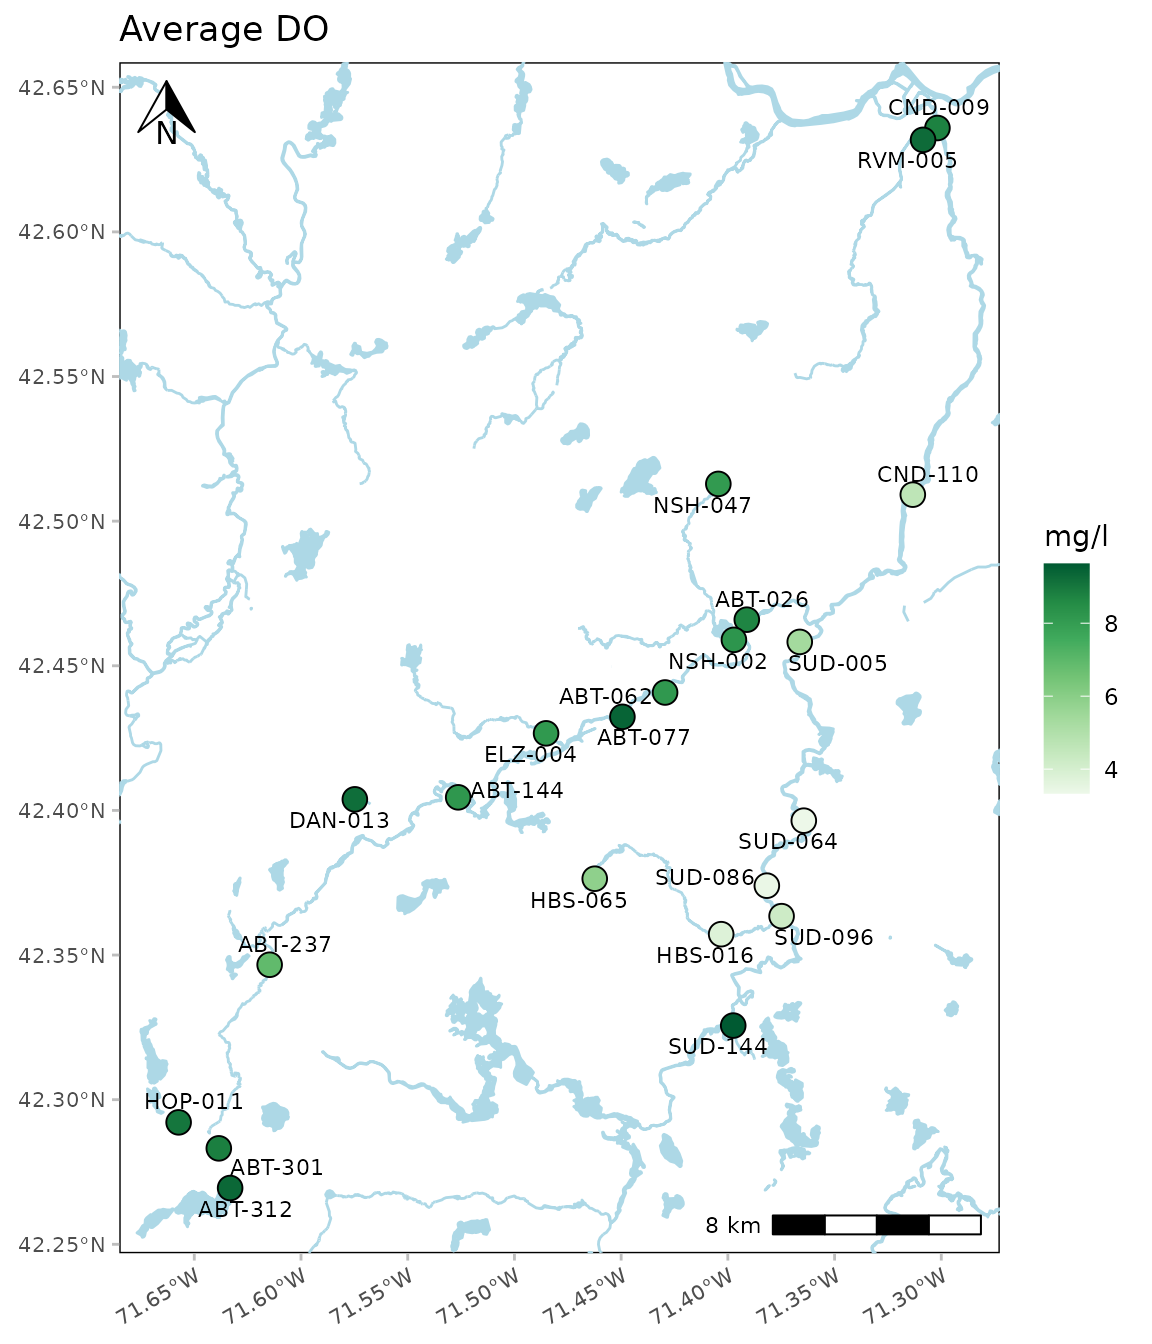 Average DO
42.65°N
N
CND-009
RVM-005
42.60°N
42.55°N
CND-110
NSH-047
42.50°N
mg/l
ABT-026
8
NSH-002
SUD-005
42.45°N
ABT-062
6
ABT-077
ELZ-004
4
ABT-144
42.40°N
DAN-013
SUD-064
SUD-086
HBS-065
SUD-096
ABT-237
42.35°N
HBS-016
SUD-144
42.30°N
HOP-011
ABT-301
ABT-312
8 km
42.25°N
71.65°W
71.60°W
71.55°W
71.50°W
71.45°W
71.40°W
71.35°W
71.30°W